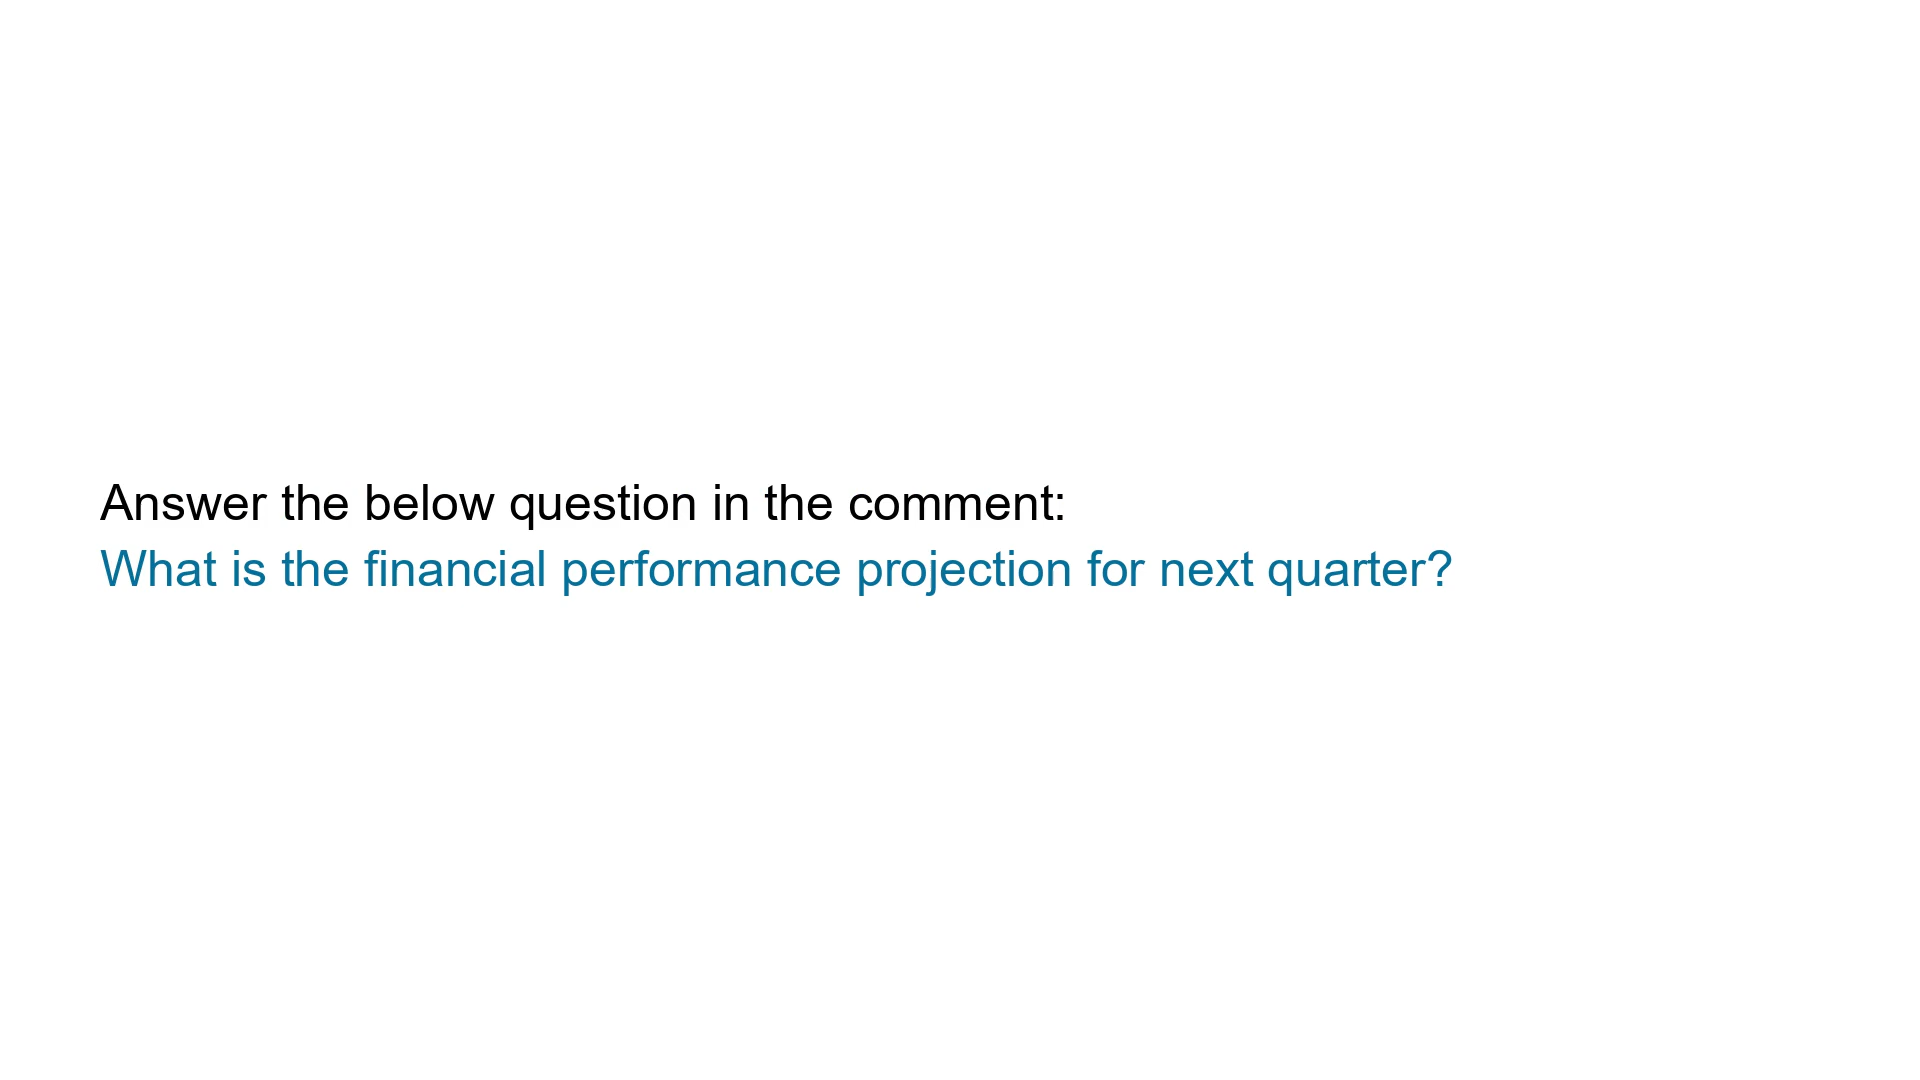 Answer the below question in the comment:
What is the financial performance projection for next quarter?